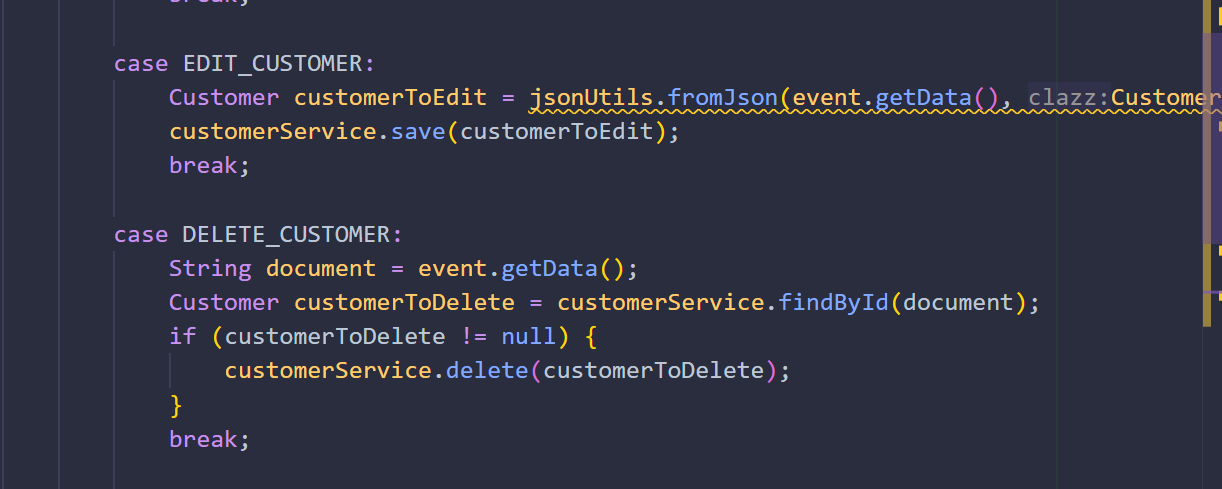 break;
case EDIT_CUSTOMER:
Customer customerToEdit = jsonUtils.fromJson(event.getData(), clazz:Customer
customerService.save(customerToEdit);
break;
case DELETE_CUSTOMER:
String document = event.getData();
Customer customerToDelete = customerService.findById(document);
if (customerToDelete != null) {
customerService.delete(customerToDelete);
}
break;